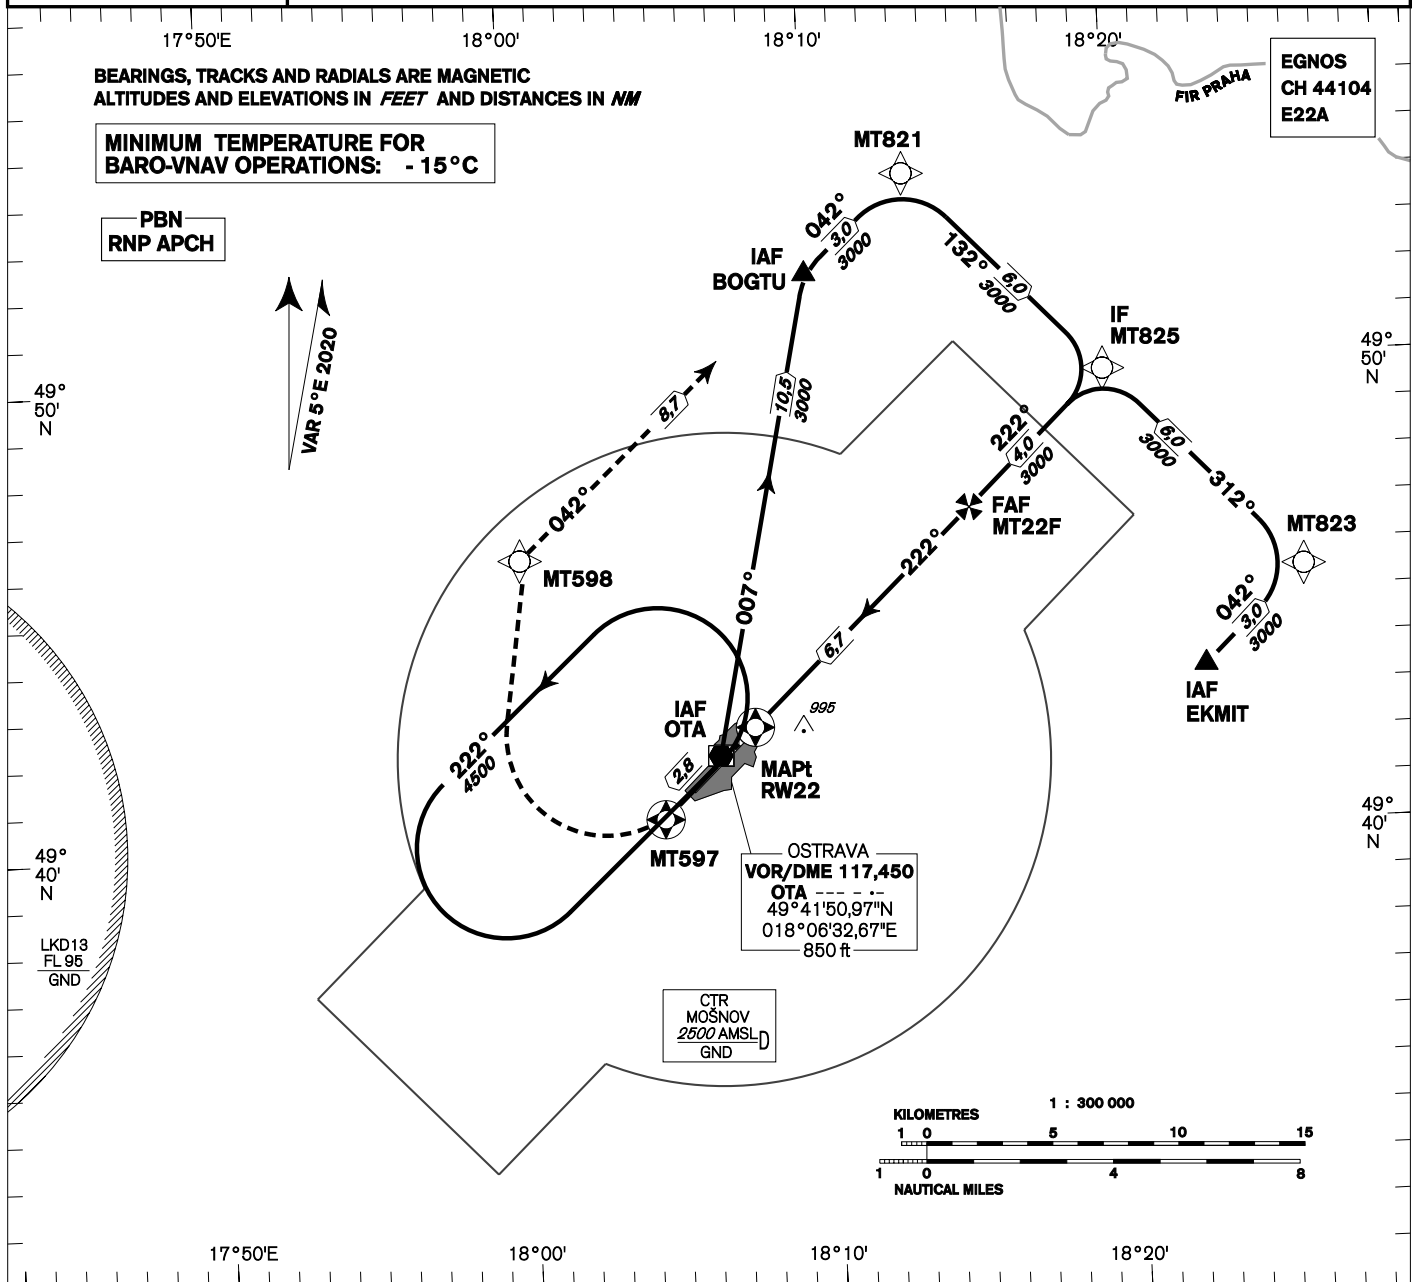 17°50'E
18°00'
18°10'
18°20'
BEARINGS, TRACKS AND RADIALS ARE MAGNETIC
ALTITUDES AND ELEVATIONS IN FEET AND DISTANCES IN NM
EGNOS
CH 44104
E22A
FIR PRAHA
MINIMUM TEMPERATURE FOR
BARO-VNAV OPERATIONS: - 15°C
PBN
RNP APCH
VAR 5°E 2020
MT821
042°
3,0
3000
IAF
BOGTU
132°
6,0
3000
IF
MT825
49°
50'
N
49°
50'
N
8,7
10,5
3000
222°
4,0
3000
6,0
3000
312°
042°
FAF
MT22F
MT823
222°
MT598
007°
042°
3,0
3000
6,7
IAF
EKMIT
IAF
OTA
995
222°
4500
2,8
MAPt
RW22
MT597
49°
40'
N
49°
40'
N
OSTRAVA
VOR/DME 117,450
OTA --- - ·-
49°41'50,97"N
018°06'32,67"E
850 ft
LKD13
FL 95
GND
CTR
MOŠNOV
2500 AMSL
D
GND
1 : 300 000
KILOMETRES
1 0 5 10 15
1 0 4 8
NAUTICAL MILES
17°50'E
18°00'
18°10'
18°20'